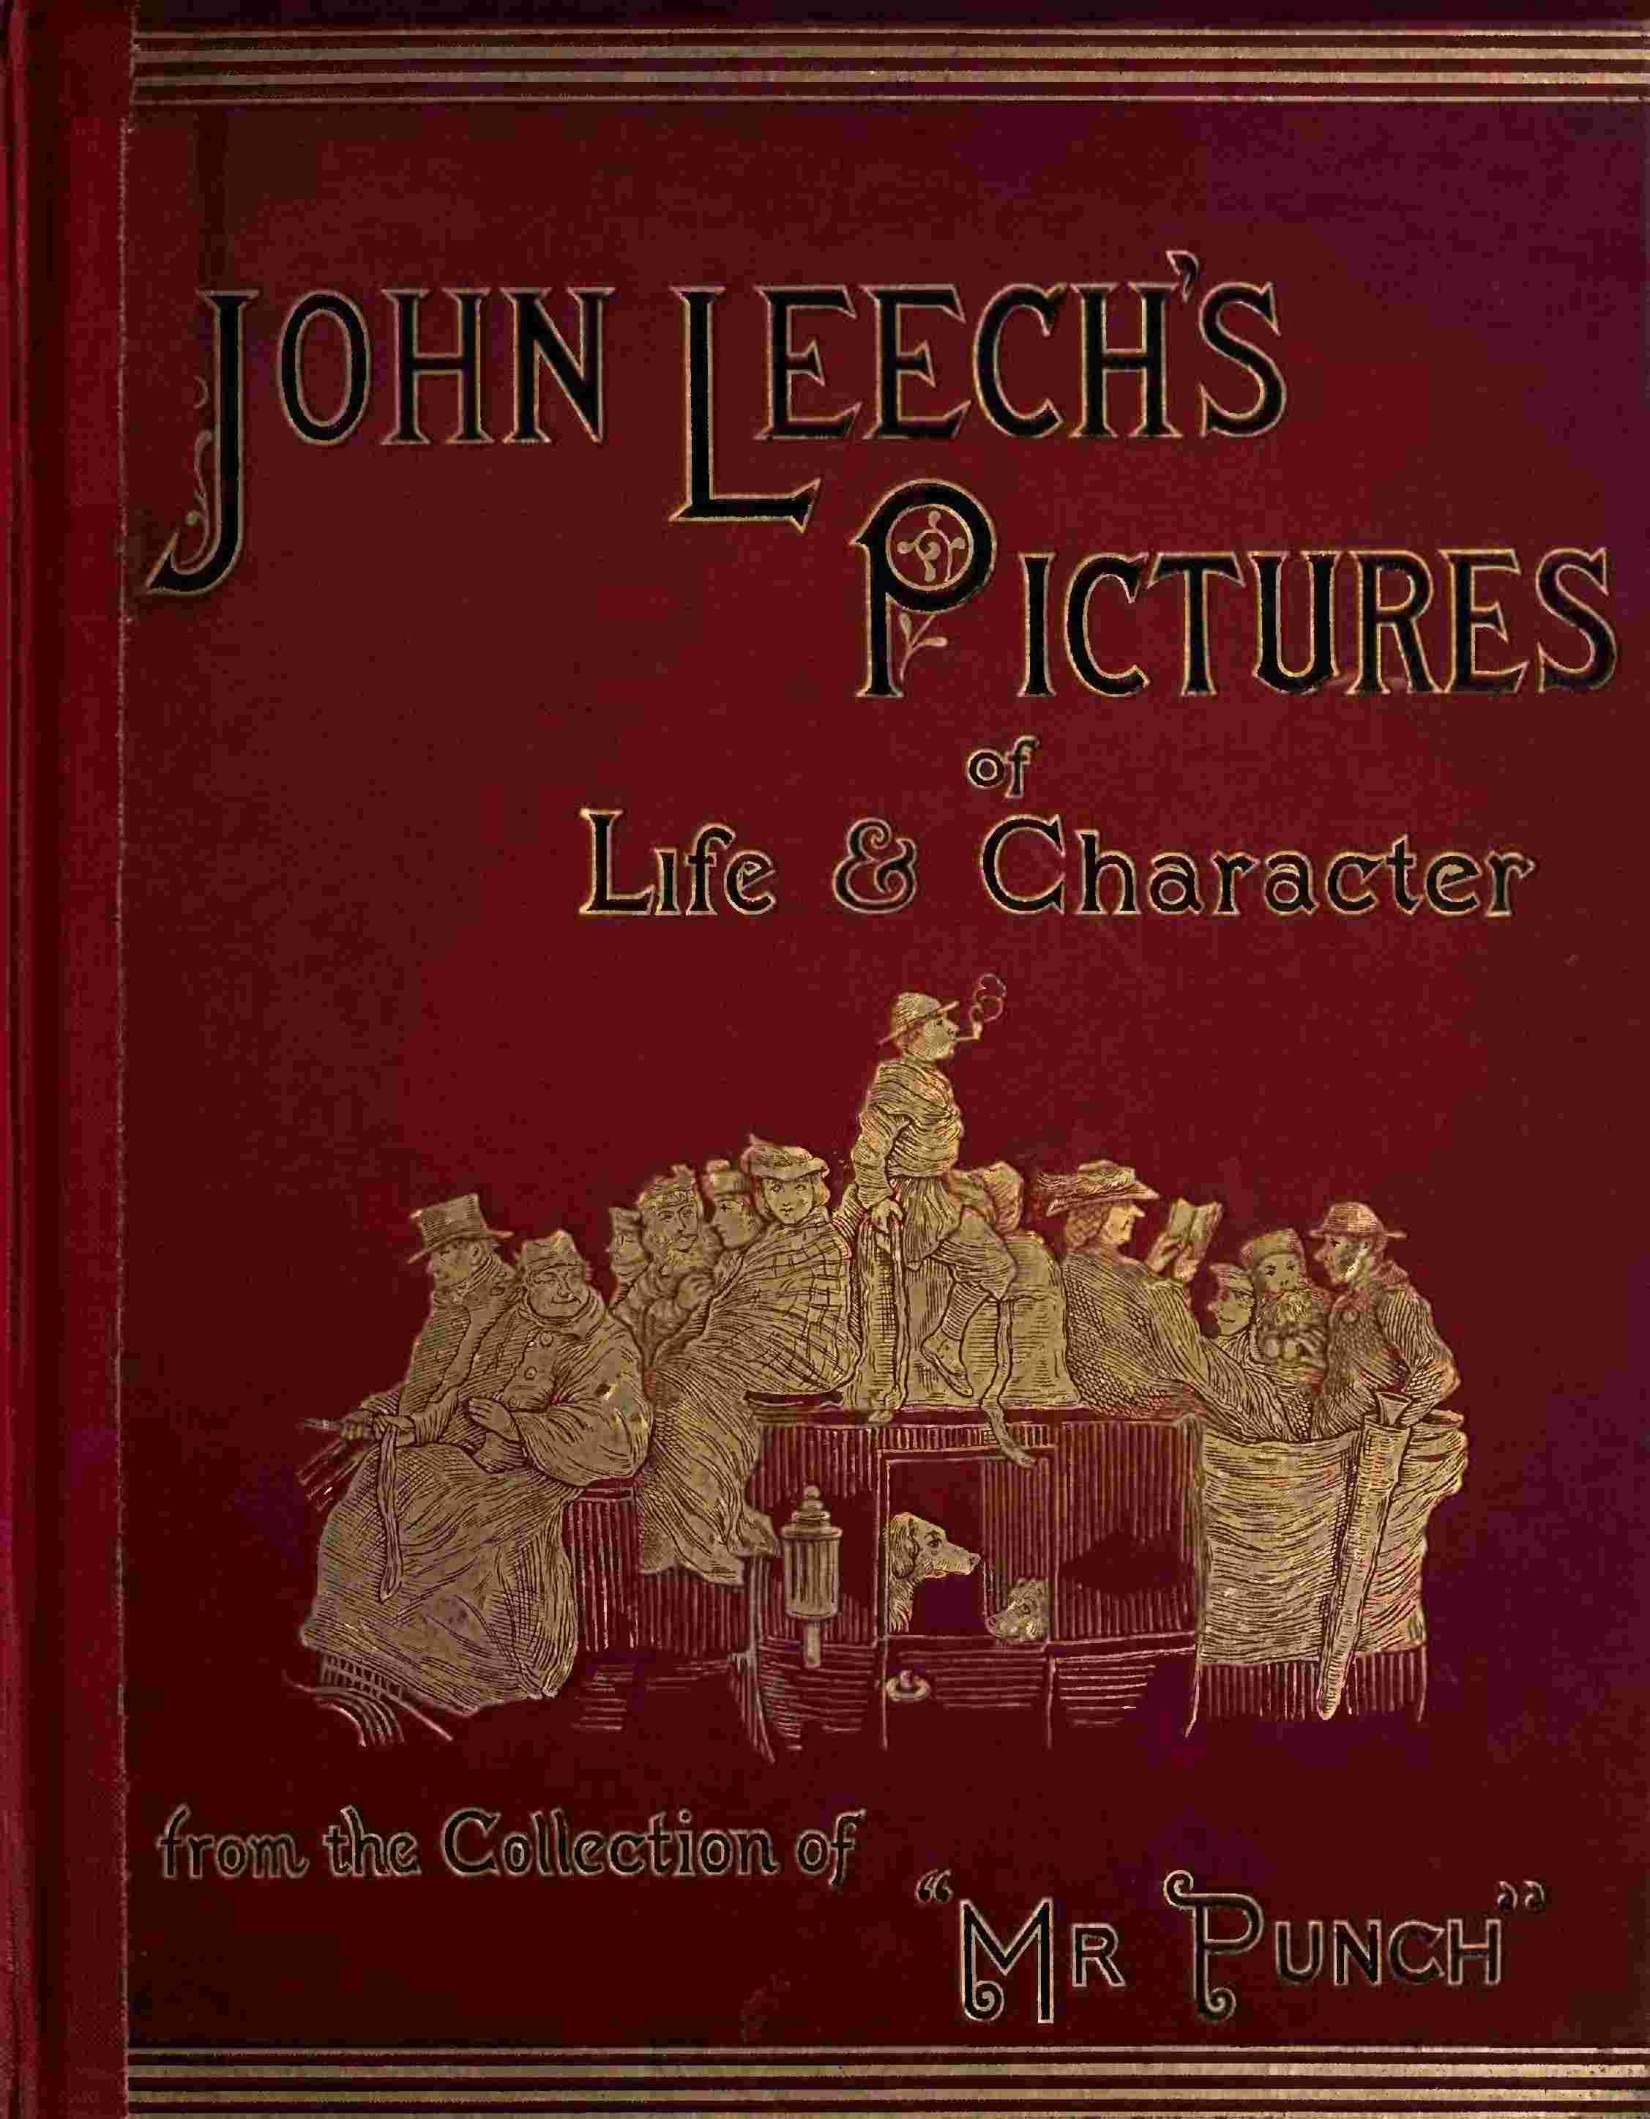 JOHN LEECH'S
PICTURES
of
Life & Character
from the Collection of
"MR PUNCH"